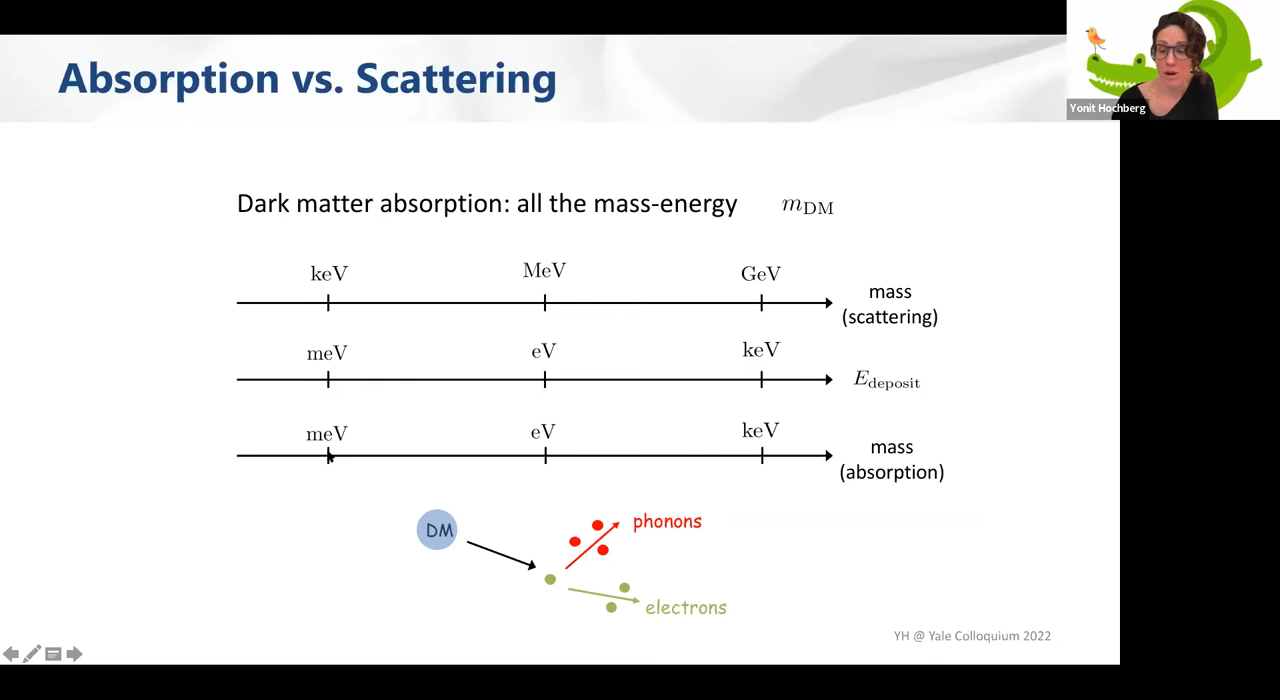 Absorption vs. Scattering
Yonit Hochberg
Dark matter absorption: all the mass-energy m_DM
keV MeV GeV
mass
(scattering)
meV eV keV
E_deposit
meV eV keV
mass
(absorption)
DM
phonons
electrons
YH @ Yale Colloquium 2022